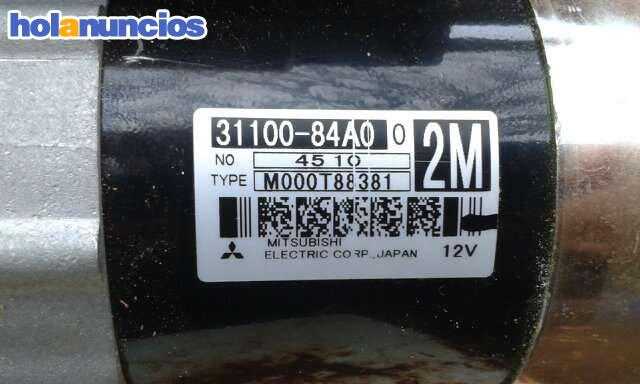 holanuncios
31100-84A0 0
2M
NO 4510
TYPE M000T88381
MITSUBISHI
ELECTRIC CORP., JAPAN 12V